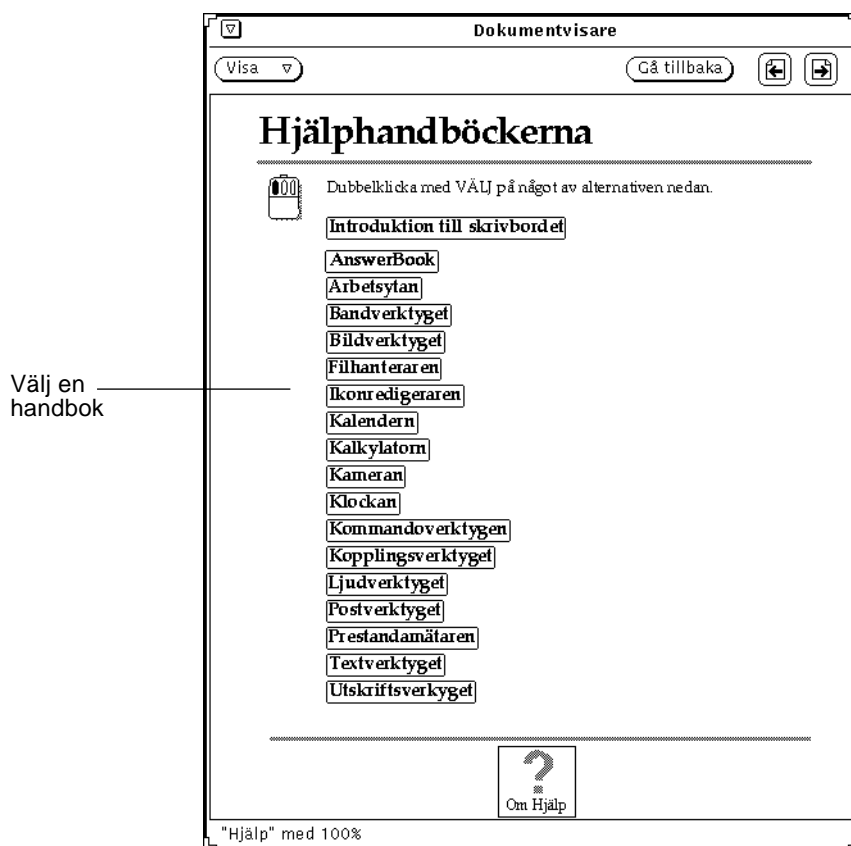 Dokumentvisare
Visa
Gå tillbaka
Hjälphandböckerna
Dubbelklicka med VÄLJ på något av alternativen nedan.
Introduktion till skrivbordet
AnswerBook
Arbetsytan
Bandverktyget
Bildverktyget
Filhanteraren
Ikonredigeraren
Kalendern
Kalkylatorn
Kameran
Klockan
Kommandoverktygen
Kopplingsverktyget
Ljudverktyget
Postverktyget
Prestandamätaren
Textverktyget
Utskriftsverkyget
Välj en
handbok
?
Om Hjälp
"Hjälp" med 100%